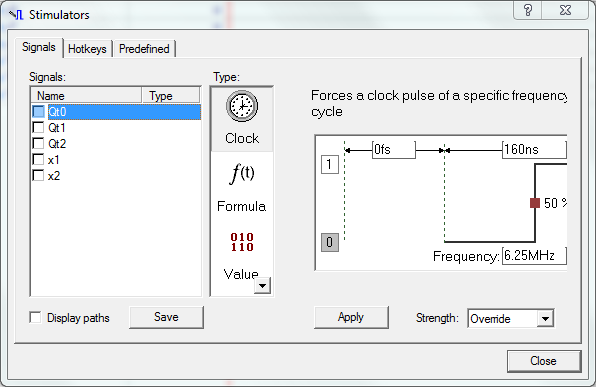 Stimulators
Signals Hotkeys Predefined
Signals:
Type:
Name Type
Qt0
Qt1
Qt2
x1
x2
Clock
f(t)
Formula
010
110
Value
Forces a clock pulse of a specific frequency
cycle
0fs 160ns
1
50 %
0
Frequency: 6.25MHz
Display paths Save Apply Strength: Override
Close